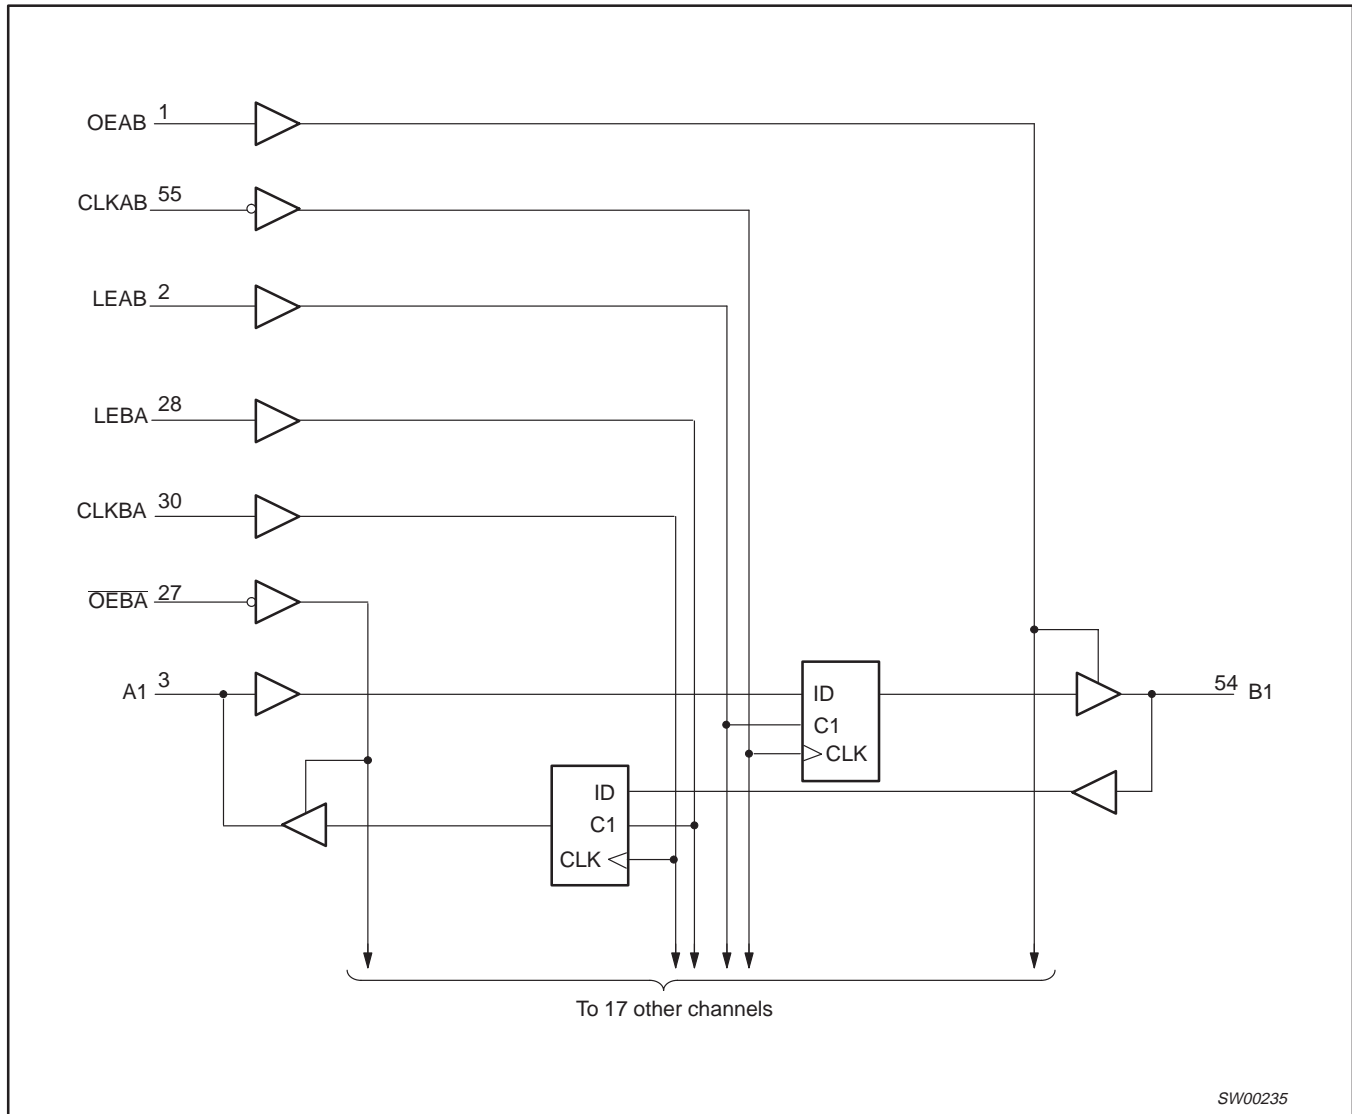 OEAB 1
CLKAB 55
LEAB 2
LEBA 28
CLKBA 30
OEBA 27
A1 3
ID
C1
CLK
54 B1
ID
C1
CLK
To 17 other channels
SW00235